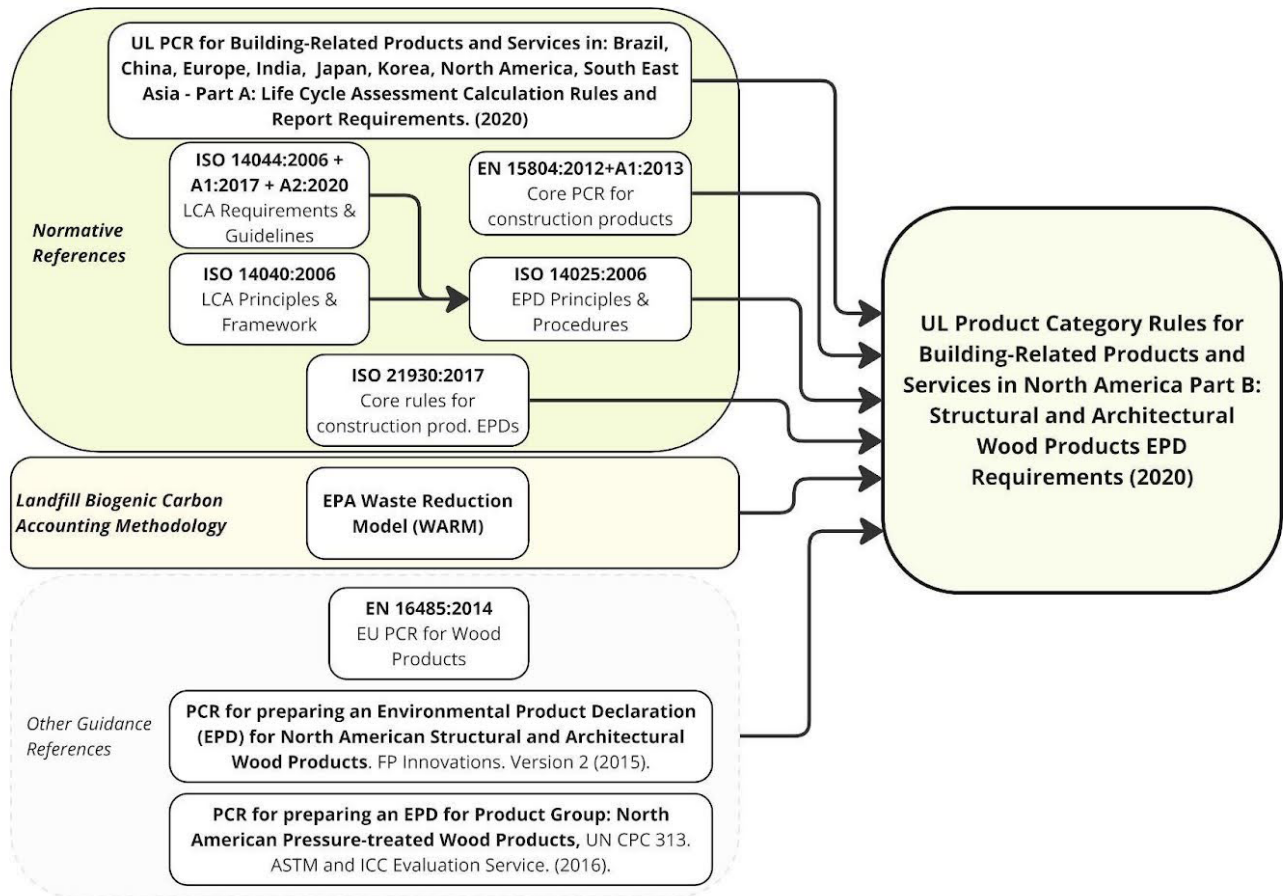 UL PCR for Building-Related Products and Services in: Brazil,
China, Europe, India, Japan, Korea, North America, South East
Asia - Part A: Life Cycle Assessment Calculation Rules and
Report Requirements. (2020)
Normative
References
ISO 14044:2006 +
A1:2017 + A2:2020
LCA Requirements &
Guidelines
EN 15804:2012+A1:2013
Core PCR for
construction products
ISO 14040:2006
LCA Principles &
Framework
ISO 14025:2006
EPD Principles &
Procedures
ISO 21930:2017
Core rules for
construction prod. EPDs
Landfill Biogenic Carbon
Accounting Methodology
EPA Waste Reduction
Model (WARM)
Other Guidance
References
EN 16485:2014
EU PCR for Wood
Products
PCR for preparing an Environmental Product Declaration
(EPD) for North American Structural and Architectural
Wood Products. FP Innovations. Version 2 (2015).
PCR for preparing an EPD for Product Group: North
American Pressure-treated Wood Products, UN CPC 313.
ASTM and ICC Evaluation Service. (2016).
UL Product Category Rules for
Building-Related Products and
Services in North America Part B:
Structural and Architectural
Wood Products EPD
Requirements (2020)